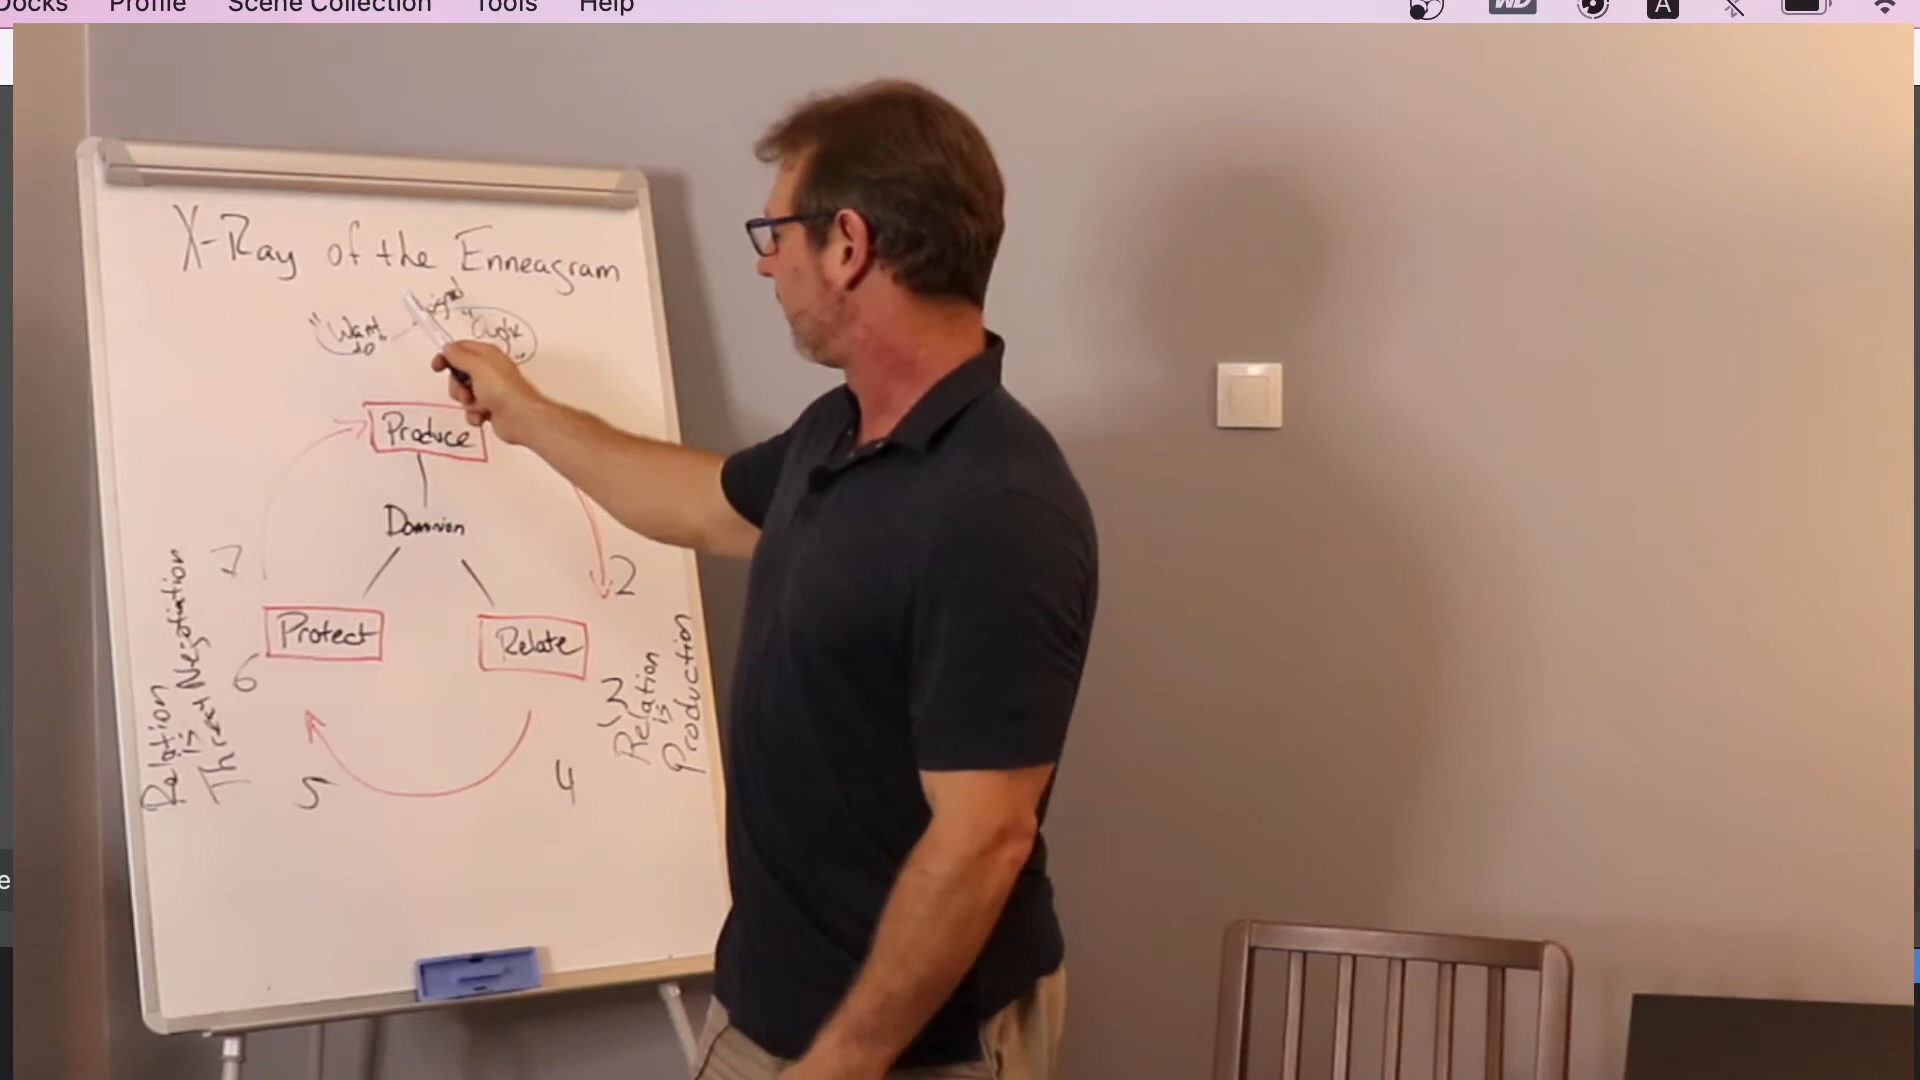 Docks Profile Scene Collection Tools Help
WD
A
X-Ray of the Enneagram
"Want to"
"Ought
Produce
Dominion
2
7
Protect
Relate
6
3
Relation is Threat Negotiation
Relation is Production
5
4
e